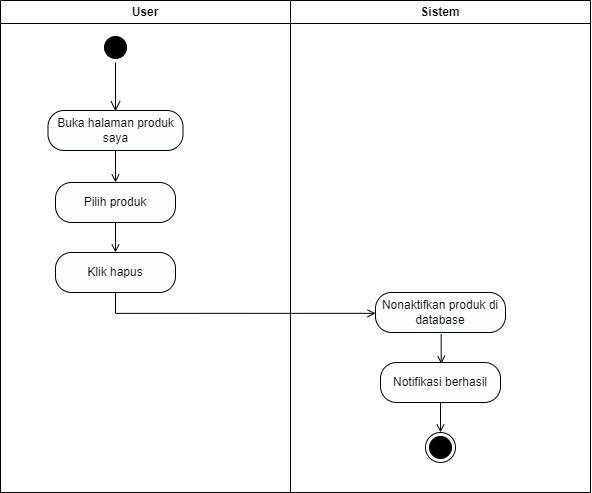 User
Sistem
Buka halaman produk
saya
Pilih produk
Klik hapus
Nonaktifkan produk di
database
Notifikasi berhasil